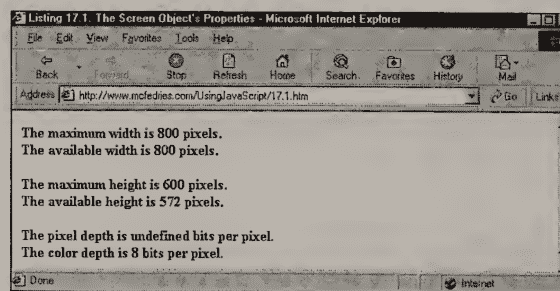 Listing 17.1. The Screen Object's Properties - Microsoft Internet Explorer
File Edit View Favorites Tools Help
Back Forward Stop Refresh Home Search Favorites History Mail
Address http://www.mcfedries.com/UsingJavaScript/17.1.htm Go Links
The maximum width is 800 pixels.
The available width is 800 pixels.
The maximum height is 600 pixels.
The available height is 572 pixels.
The pixel depth is undefined bits per pixel.
The color depth is 8 bits per pixel.
Done Internet